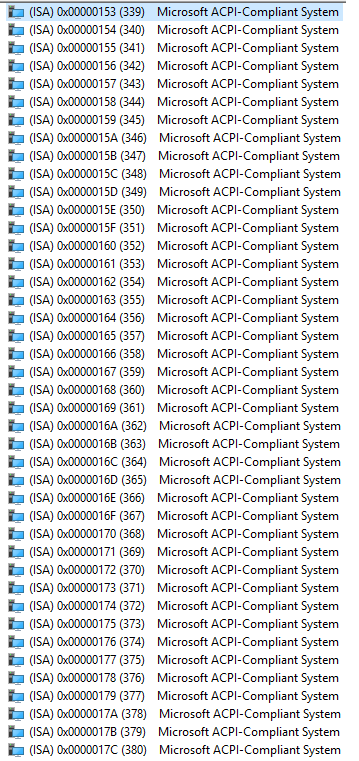 (ISA) 0x00000153 (339) Microsoft ACPI-Compliant System
(ISA) 0x00000154 (340) Microsoft ACPI-Compliant System
(ISA) 0x00000155 (341) Microsoft ACPI-Compliant System
(ISA) 0x00000156 (342) Microsoft ACPI-Compliant System
(ISA) 0x00000157 (343) Microsoft ACPI-Compliant System
(ISA) 0x00000158 (344) Microsoft ACPI-Compliant System
(ISA) 0x00000159 (345) Microsoft ACPI-Compliant System
(ISA) 0x0000015A (346) Microsoft ACPI-Compliant System
(ISA) 0x0000015B (347) Microsoft ACPI-Compliant System
(ISA) 0x0000015C (348) Microsoft ACPI-Compliant System
(ISA) 0x0000015D (349) Microsoft ACPI-Compliant System
(ISA) 0x0000015E (350) Microsoft ACPI-Compliant System
(ISA) 0x0000015F (351) Microsoft ACPI-Compliant System
(ISA) 0x00000160 (352) Microsoft ACPI-Compliant System
(ISA) 0x00000161 (353) Microsoft ACPI-Compliant System
(ISA) 0x00000162 (354) Microsoft ACPI-Compliant System
(ISA) 0x00000163 (355) Microsoft ACPI-Compliant System
(ISA) 0x00000164 (356) Microsoft ACPI-Compliant System
(ISA) 0x00000165 (357) Microsoft ACPI-Compliant System
(ISA) 0x00000166 (358) Microsoft ACPI-Compliant System
(ISA) 0x00000167 (359) Microsoft ACPI-Compliant System
(ISA) 0x00000168 (360) Microsoft ACPI-Compliant System
(ISA) 0x00000169 (361) Microsoft ACPI-Compliant System
(ISA) 0x0000016A (362) Microsoft ACPI-Compliant System
(ISA) 0x0000016B (363) Microsoft ACPI-Compliant System
(ISA) 0x0000016C (364) Microsoft ACPI-Compliant System
(ISA) 0x0000016D (365) Microsoft ACPI-Compliant System
(ISA) 0x0000016E (366) Microsoft ACPI-Compliant System
(ISA) 0x0000016F (367) Microsoft ACPI-Compliant System
(ISA) 0x00000170 (368) Microsoft ACPI-Compliant System
(ISA) 0x00000171 (369) Microsoft ACPI-Compliant System
(ISA) 0x00000172 (370) Microsoft ACPI-Compliant System
(ISA) 0x00000173 (371) Microsoft ACPI-Compliant System
(ISA) 0x00000174 (372) Microsoft ACPI-Compliant System
(ISA) 0x00000175 (373) Microsoft ACPI-Compliant System
(ISA) 0x00000176 (374) Microsoft ACPI-Compliant System
(ISA) 0x00000177 (375) Microsoft ACPI-Compliant System
(ISA) 0x00000178 (376) Microsoft ACPI-Compliant System
(ISA) 0x00000179 (377) Microsoft ACPI-Compliant System
(ISA) 0x0000017A (378) Microsoft ACPI-Compliant System
(ISA) 0x0000017B (379) Microsoft ACPI-Compliant System
(ISA) 0x0000017C (380) Microsoft ACPI-Compliant System